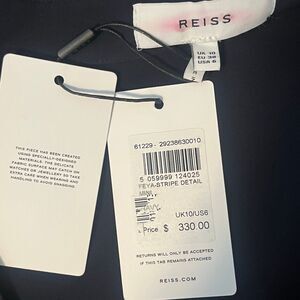 REISS
UK 10
EU 38
USA 6
THIS PIECE HAS BEEN CREATED
USING SPECIALLY-DESIGNED
MATERIALS. THE DELICATE
FABRIC SURFACE MAY CATCH ON
WATCHES OR JEWELLERY SO TAKE
EXTRA CARE WHEN WEARING AND
HANDLING TO AVOID SNAGGING.
61229 - 29238630010
5 059999 124025
FEYA-STRIPE DETAIL
MINI
NAVY
UK10/US6
Price $ 330.00
RETURNS WILL ONLY BE ACCEPTED
IF THIS TAG REMAINS ATTACHED
REISS.COM